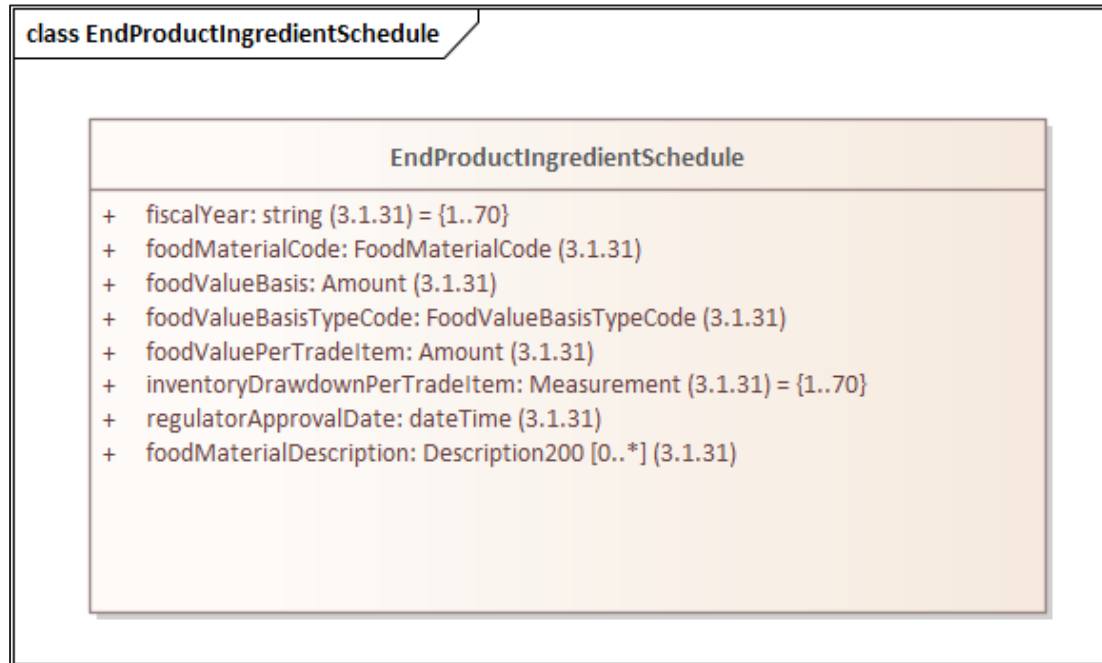 class EndProductIngredientSchedule
EndProductIngredientSchedule
+ fiscalYear: string (3.1.31) = {1..70}
+ foodMaterialCode: FoodMaterialCode (3.1.31)
+ foodValueBasis: Amount (3.1.31)
+ foodValueBasisTypeCode: FoodValueBasisTypeCode (3.1.31)
+ foodValuePerTradeItem: Amount (3.1.31)
+ inventoryDrawdownPerTradeItem: Measurement (3.1.31) = {1..70}
+ regulatorApprovalDate: dateTime (3.1.31)
+ foodMaterialDescription: Description200 [0..*] (3.1.31)